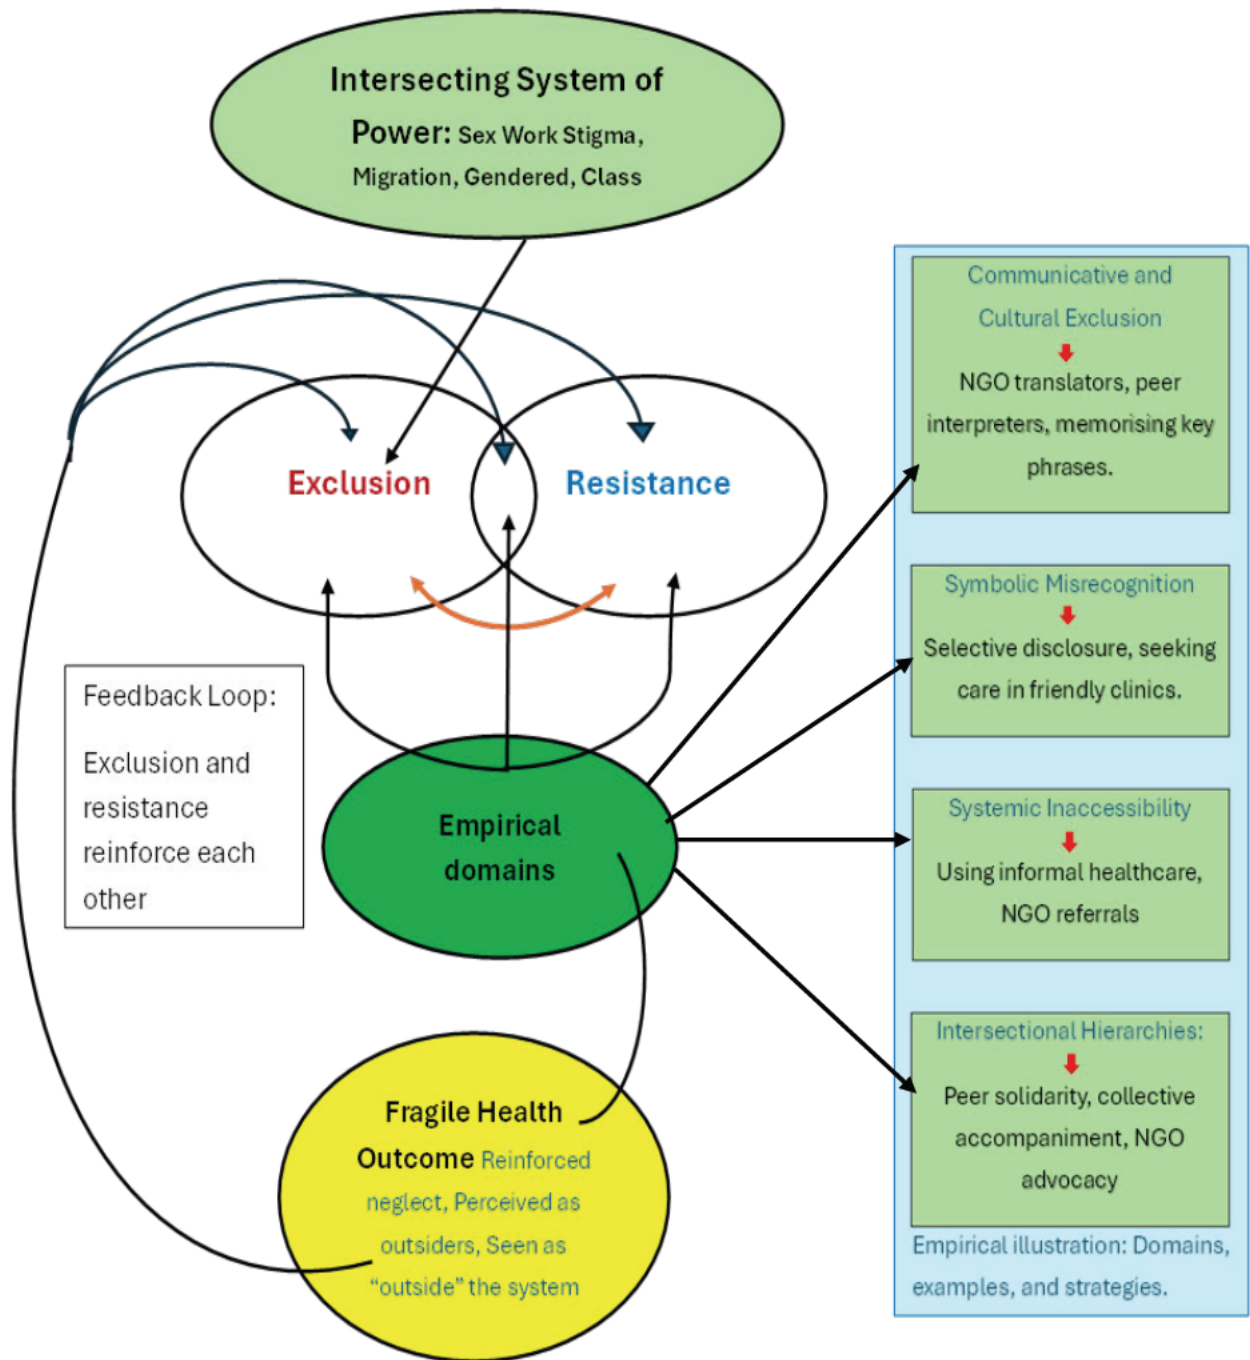 Intersecting System of
Power: Sex Work Stigma,
Migration, Gendered, Class
Exclusion
Resistance
Feedback Loop:
Exclusion and
resistance
reinforce each
other
Empirical
domains
Fragile Health
Outcome Reinforced
neglect, Perceived as
outsiders, Seen as
“outside” the system
Communicative and
Cultural Exclusion
NGO translators, peer
interpreters, memorising key
phrases.
Symbolic Misrecognition
Selective disclosure, seeking
care in friendly clinics.
Systemic Inaccessibility
Using informal healthcare,
NGO referrals
Intersectional Hierarchies:
Peer solidarity, collective
accompaniment, NGO
advocacy
Empirical illustration: Domains,
examples, and strategies.